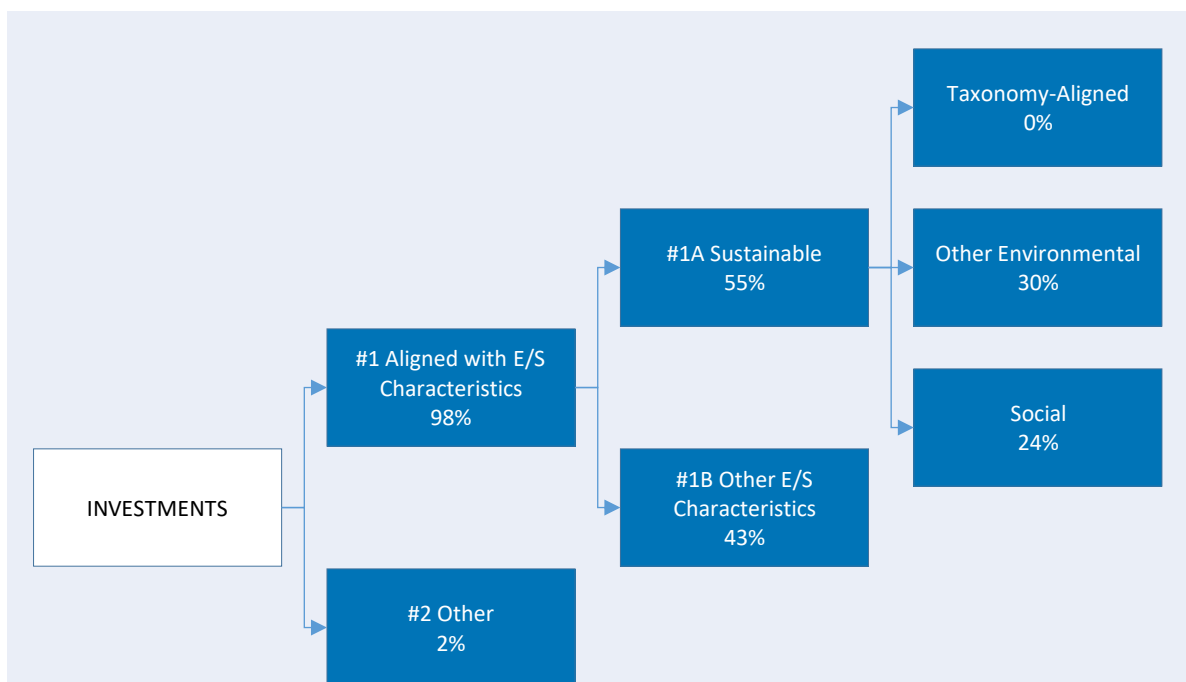 INVESTMENTS
#1 Aligned with E/S
Characteristics
98%
#2 Other
2%
#1A Sustainable
55%
#1B Other E/S
Characteristics
43%
Taxonomy-Aligned
0%
Other Environmental
30%
Social
24%